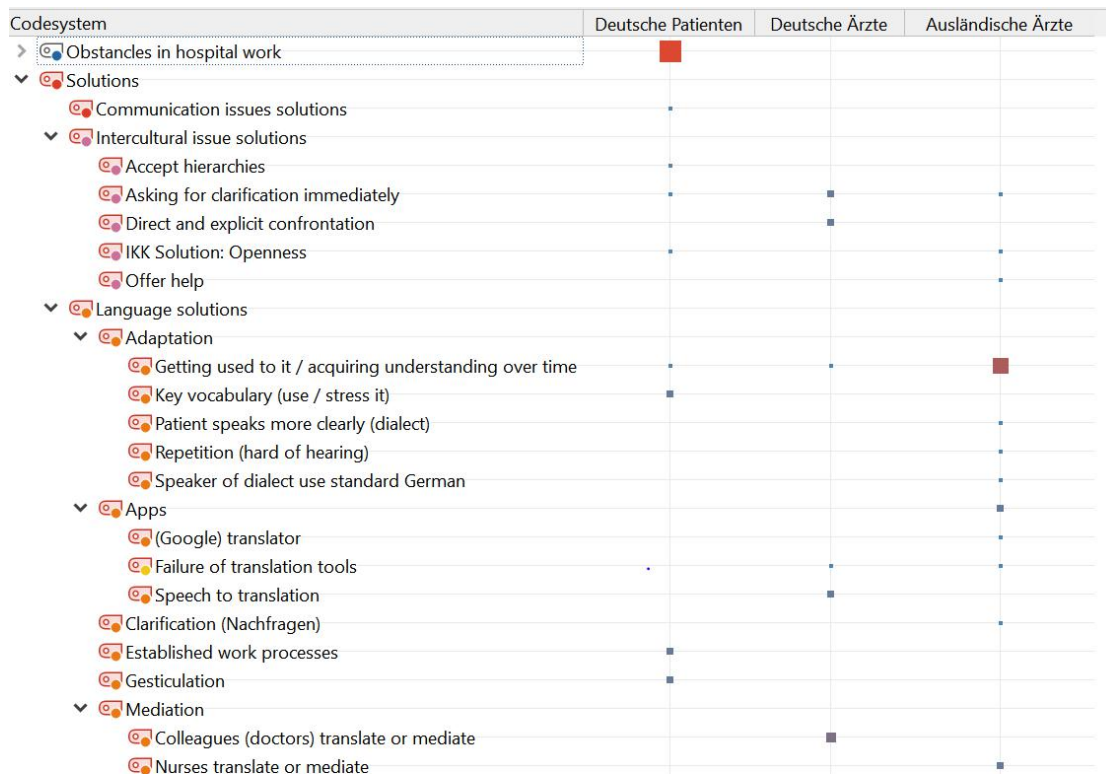 Codesystem Deutsche Patienten Deutsche Ärzte Ausländische Ärzte
Obstacles in hospital work
Solutions
Communication issues solutions
Intercultural issue solutions
Accept hierarchies
Asking for clarification immediately
Direct and explicit confrontation
IKK Solution: Openness
Offer help
Language solutions
Adaptation
Getting used to it / acquiring understanding over time
Key vocabulary (use / stress it)
Patient speaks more clearly (dialect)
Repetition (hard of hearing)
Speaker of dialect use standard German
Apps
(Google) translator
Failure of translation tools
Speech to translation
Clarification (Nachfragen)
Established work processes
Gesticulation
Mediation
Colleagues (doctors) translate or mediate
Nurses translate or mediate